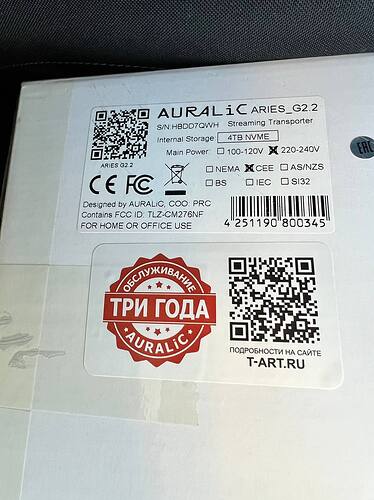 AURALiC ARIES_G2.2
S/N:HBDD7QWH Streaming Transporter
Internal Storage: 4TB NVME
Main Power: 100-120V 220-240V
NEMA CEE AS/NZS
BS IEC SI32
ARIES G2.2
CE FC
Designed by AURALiC, COO: PRC
Contains FCC ID: TLZ-CM276NF
FOR HOME OR OFFICE USE
4 251190 800345
EAC
ОБСЛУЖИВАНИЕ
ТРИ ГОДА
AURALiC
ПОДРОБНОСТИ НА САЙТЕ
T-ART.RU